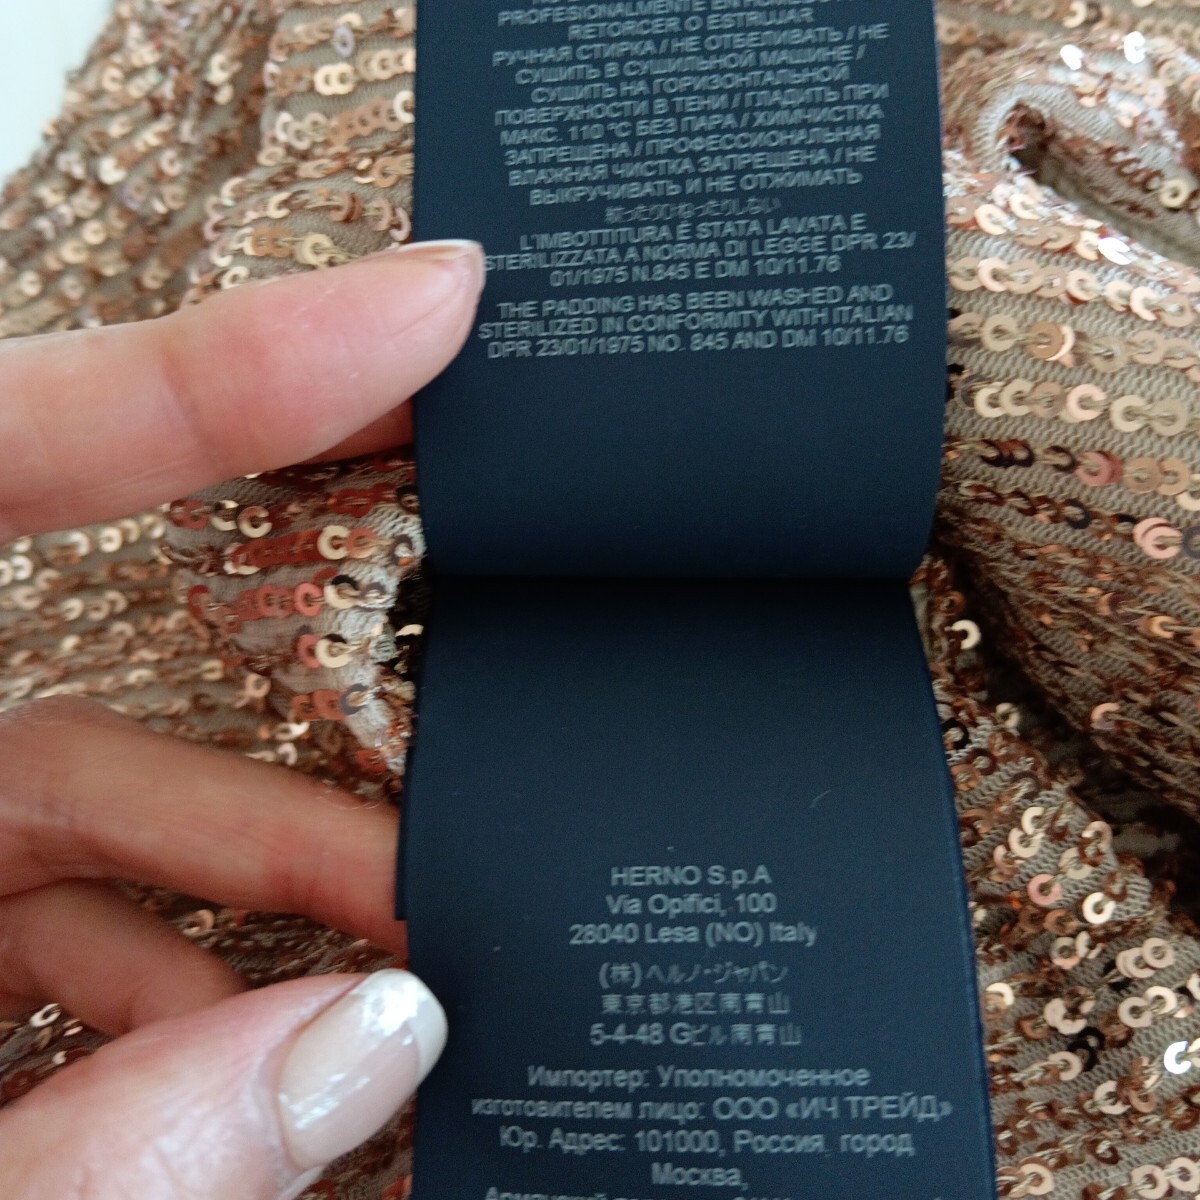 PROFESIONALMENTE EN HÚMEDO
RETORCER O ESTRUJAR
РУЧНАЯ СТИРКА / НЕ ОТБЕЛИВАТЬ / НЕ
СУШИТЬ В СУШИЛЬНОЙ МАШИНЕ /
СУШИТЬ НА ГОРИЗОНТАЛЬНОЙ
ПОВЕРХНОСТИ В ТЕНИ / ГЛАДИТЬ ПРИ
МАКС. 110 °C БЕЗ ПАРА / ХИМЧИСТКА
ЗАПРЕЩЕНА / ПРОФЕССИОНАЛЬНАЯ
ВЛАЖНАЯ ЧИСТКА ЗАПРЕЩЕНА / НЕ
ВЫКРУЧИВАТЬ И НЕ ОТЖИМАТЬ
L'IMBOTTITURA È STATA LAVATA E
STERILIZZATA A NORMA DI LEGGE DPR 23/
01/1975 N.845 E DM 10/11.76
THE PADDING HAS BEEN WASHED AND
STERILIZED IN CONFORMITY WITH ITALIAN
DPR 23/01/1975 NO. 845 AND DM 10/11.76
HERNO S.p.A
Via Opifici, 100
28040 Lesa (NO) Italy
(株)ヘルノ・ジャパン
東京都港区南青山
5-4-48 Gビル南青山
Импортер: Уполномоченное
изготовителем лицо: ООО «ИЧ ТРЕЙД»
Юр. Адрес: 101000, Россия, город
Москва,